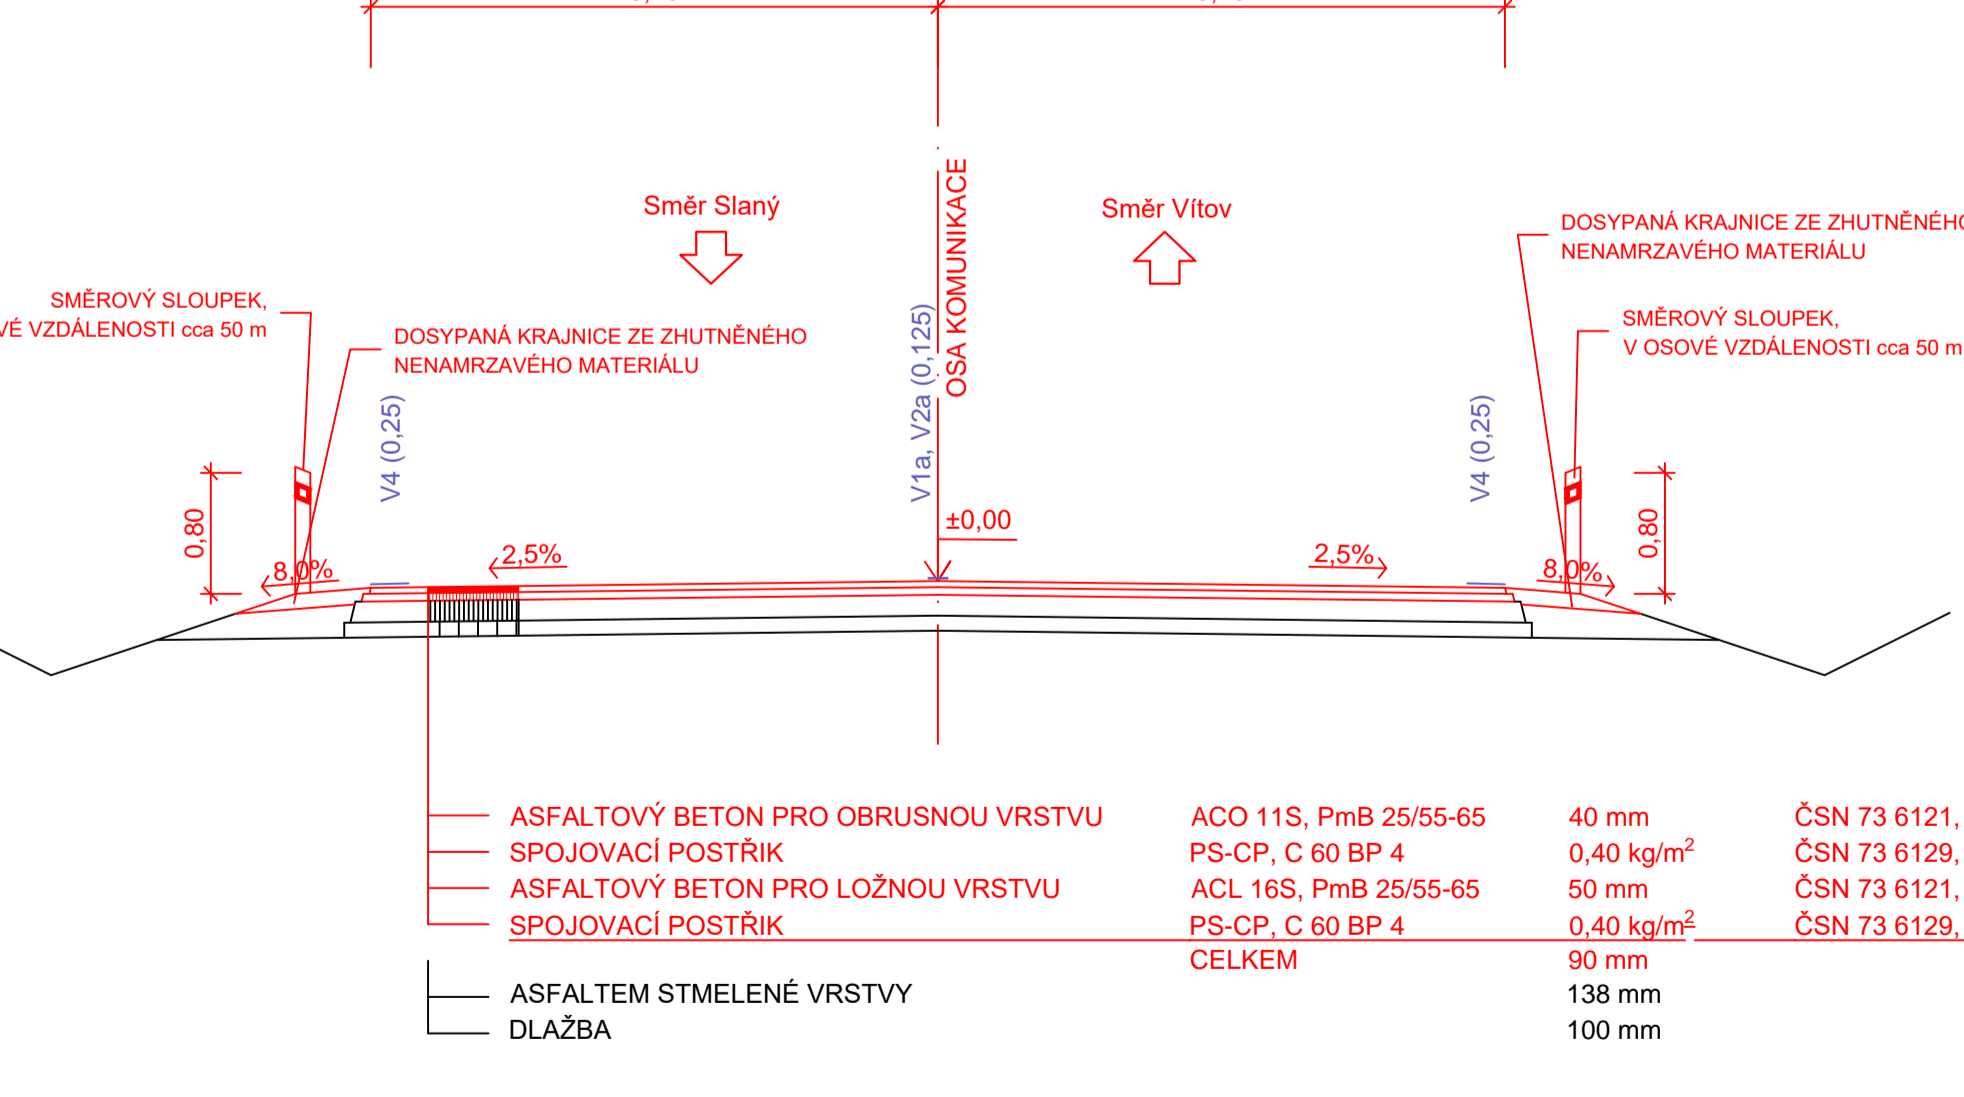 Směr Slaný
Směr Vítov
OSA KOMUNIKACE
DOSYPANÁ KRAJNICE ZE ZHUTNĚNÉHO
NENAMRZAVÉHO MATERIÁLU
SMĚROVÝ SLOUPEK,
VÉ VZDÁLENOSTI cca 50 m
DOSYPANÁ KRAJNICE ZE ZHUTNĚNÉHO
NENAMRZAVÉHO MATERIÁLU
SMĚROVÝ SLOUPEK,
V OSOVÉ VZDÁLENOSTI cca 50 m
V4 (0,25)
V1a, V2a (0,125)
V4 (0,25)
0,80
±0,00
0,80
8,0%
2,5%
2,5%
8,0%
ASFALTOVÝ BETON PRO OBRUSNOU VRSTVU ACO 11S, PmB 25/55-65 40 mm ČSN 73 6121,
SPOJOVACÍ POSTŘIK PS-CP, C 60 BP 4 0,40 kg/m² ČSN 73 6129,
ASFALTOVÝ BETON PRO LOŽNOU VRSTVU ACL 16S, PmB 25/55-65 50 mm ČSN 73 6121,
SPOJOVACÍ POSTŘIK PS-CP, C 60 BP 4 0,40 kg/m² ČSN 73 6129,
CELKEM 90 mm
ASFALTEM STMELENÉ VRSTVY 138 mm
DLAŽBA 100 mm